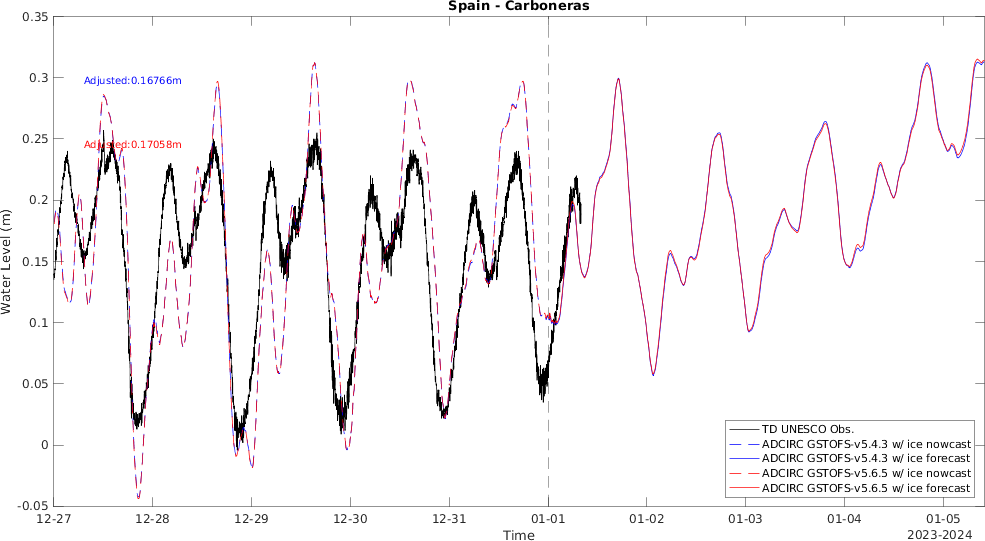 Spain - Carboneras
0.35
0.3
0.25
0.2
0.15
0.1
0.05
0
-0.05
Water Level (m)
Adjusted:0.16766m
Adjusted:0.17058m
TD UNESCO Obs.
ADCIRC GSTOFS-v5.4.3 w/ ice nowcast
ADCIRC GSTOFS-v5.4.3 w/ ice forecast
ADCIRC GSTOFS-v5.6.5 w/ ice nowcast
ADCIRC GSTOFS-v5.6.5 w/ ice forecast
12-27 12-28 12-29 12-30 12-31 01-01 01-02 01-03 01-04 01-05
Time
2023-2024